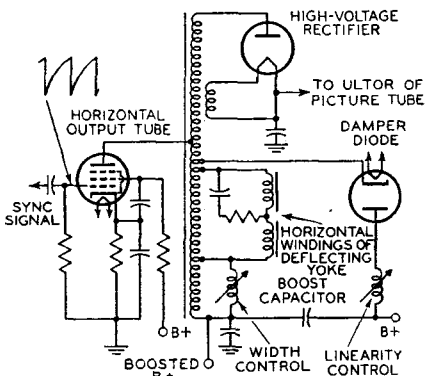 HIGH-VOLTAGE
RECTIFIER
TO ULTOR OF
PICTURE TUBE
HORIZONTAL
OUTPUT TUBE
DAMPER
DIODE
SYNC
SIGNAL
HORIZONTAL
WINDINGS OF
DEFLECTING
YOKE
BOOST
CAPACITOR
B+
B+
BOOSTED
B+
WIDTH
CONTROL
LINEARITY
CONTROL